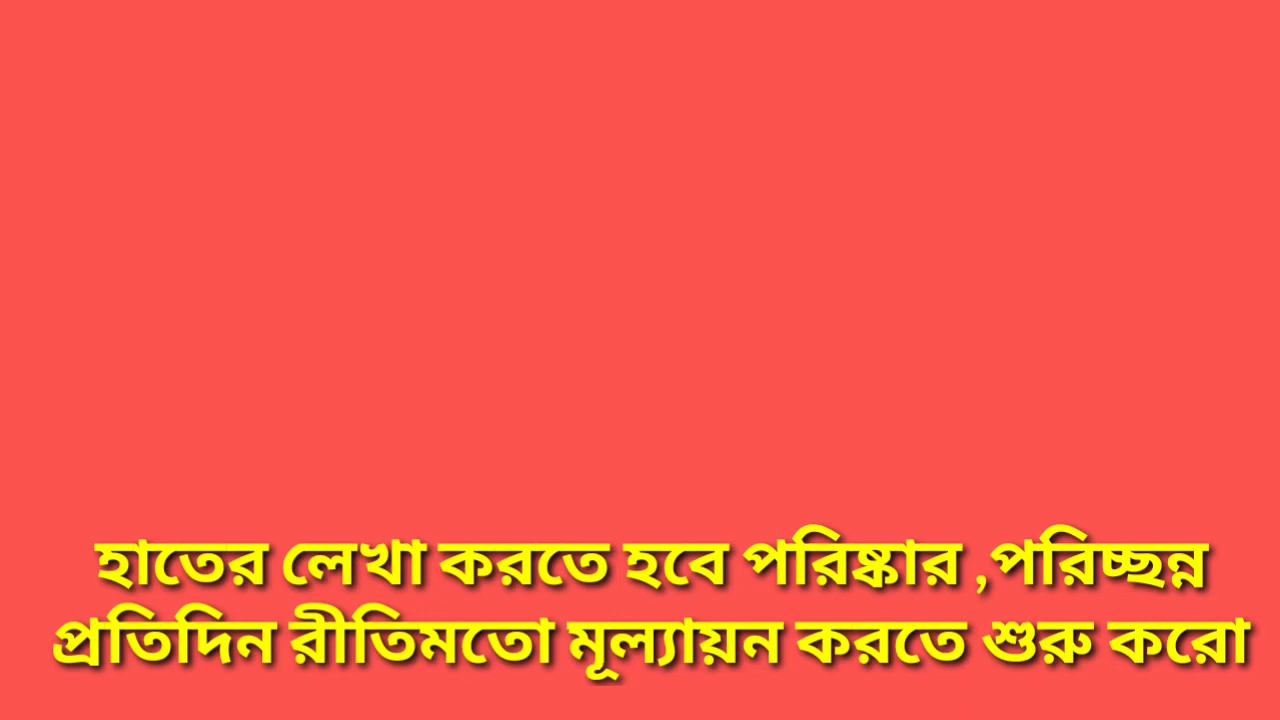 হাতের লেখা করতে হবে পরিষ্কার ,পরিচ্ছন্ন
প্রতিদিন রীতিমতো মূল্যায়ন করতে শুরু করো